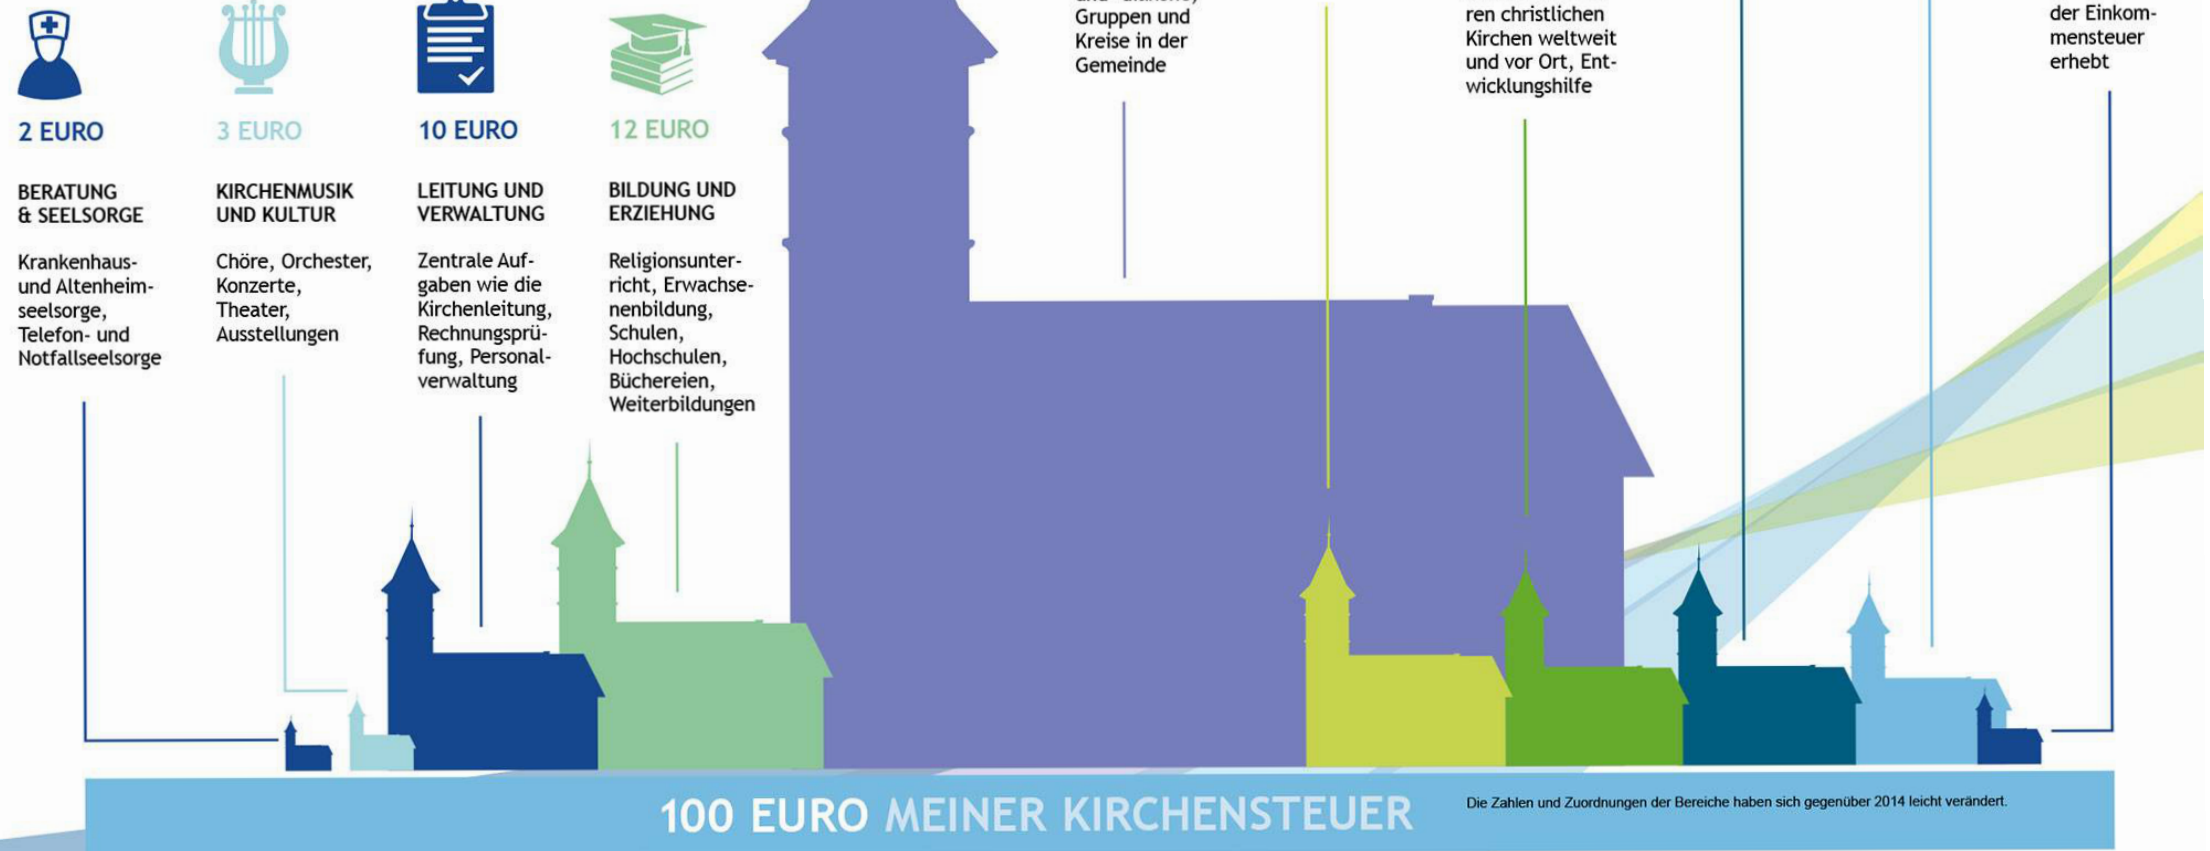 2 EURO
BERATUNG
& SEELSORGE
Krankenhaus-
und Altenheim-
seelsorge,
Telefon- und
Notfallseelsorge
3 EURO
KIRCHENMUSIK
UND KULTUR
Chöre, Orchester,
Konzerte,
Theater,
Ausstellungen
10 EURO
LEITUNG UND
VERWALTUNG
Zentrale Auf-
gaben wie die
Kirchenleitung,
Rechnungsprü-
fung, Personal-
verwaltung
12 EURO
BILDUNG UND
ERZIEHUNG
Religionsunter-
richt, Erwachse-
nenbildung,
Schulen,
Hochschulen,
Büchereien,
Weiterbildungen
Gruppen und
Kreise in der
Gemeinde
ren christlichen
Kirchen weltweit
und vor Ort, Ent-
wicklungshilfe
der Einkom-
mensteuer
erhebt
100 EURO MEINER KIRCHENSTEUER
Die Zahlen und Zuordnungen der Bereiche haben sich gegenüber 2014 leicht verändert.